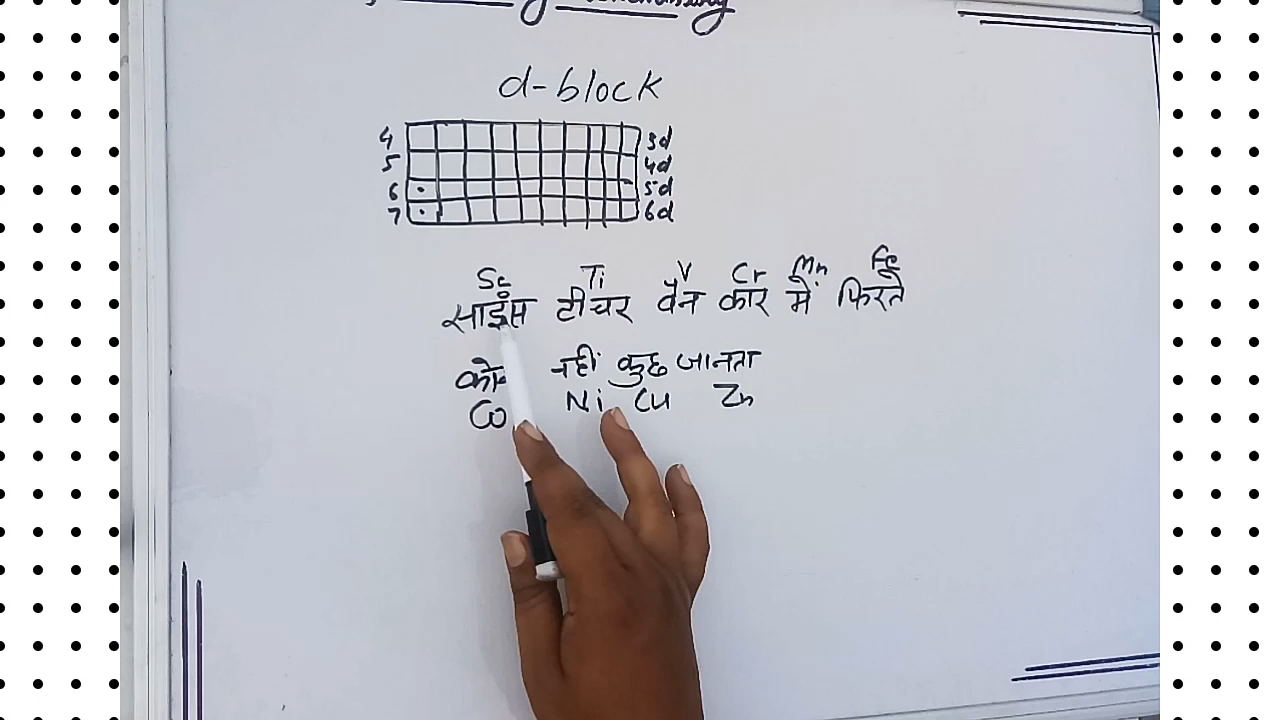 d-block
4 3d
5 4d
6 5d
7 6d
Sc Ti V Cr Mn Fe
साइंस टीचर वैन कार में फिरते
नहीं कुछ जानता
Co Ni Cu Zn